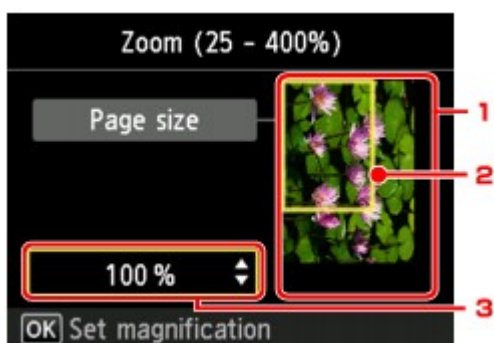 Zoom (25 - 400%)
Page size
1
2
100 %
3
OK Set magnification